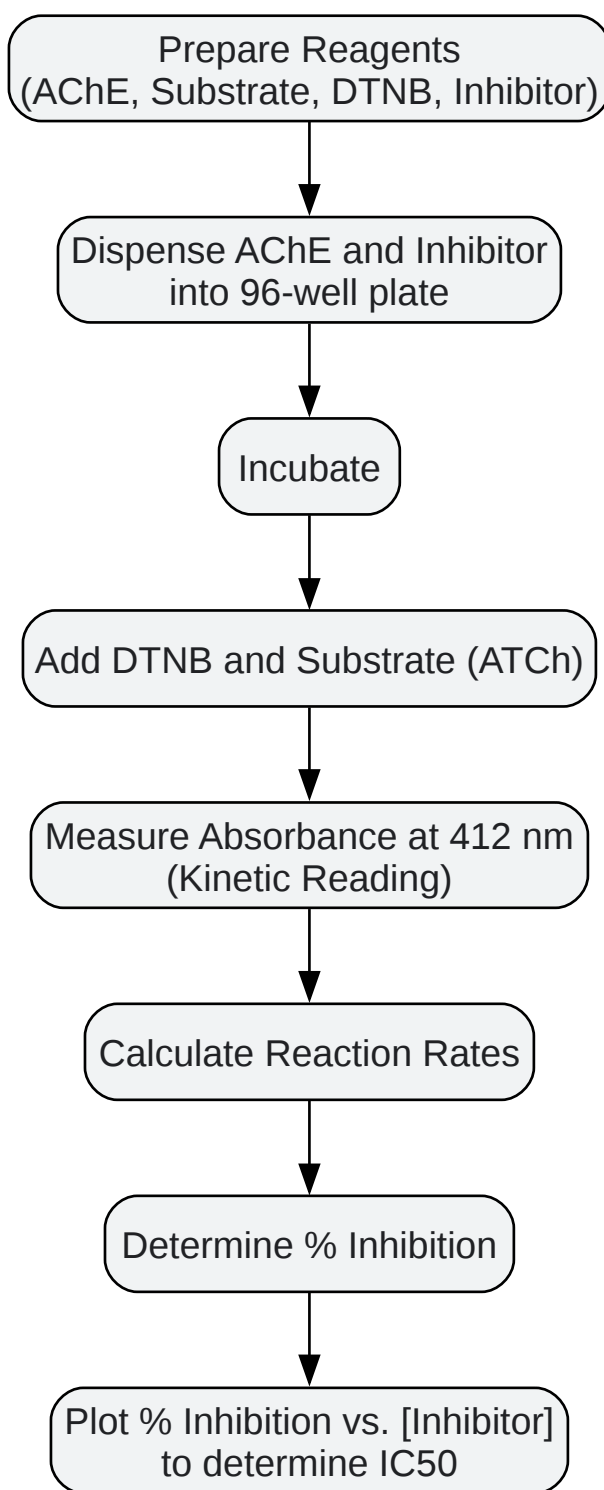 Prepare Reagents
(AChE, Substrate, DTNB, Inhibitor)
Dispense AChE and Inhibitor
into 96-well plate
Incubate
Add DTNB and Substrate (ATCh)
Measure Absorbance at 412 nm
(Kinetic Reading)
Calculate Reaction Rates
Determine % Inhibition
Plot % Inhibition vs. [Inhibitor]
to determine IC50